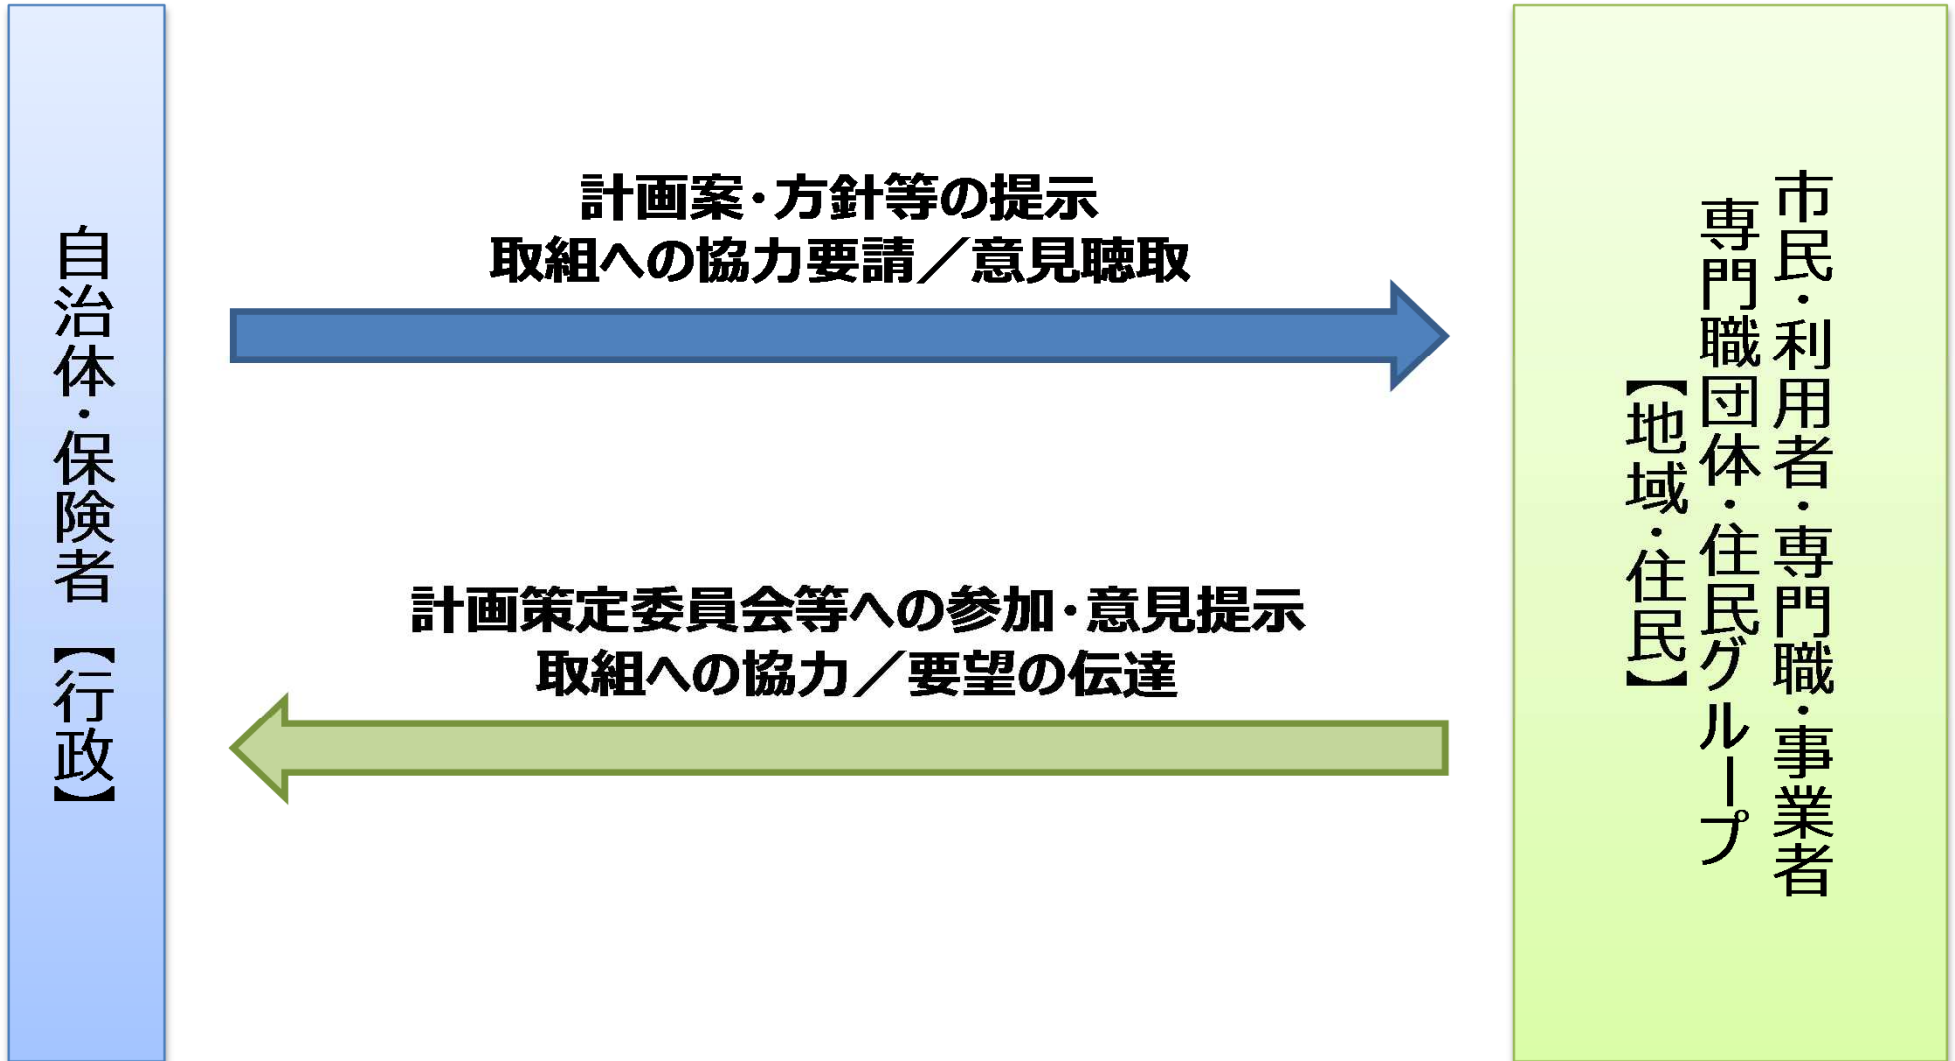 自治体・保険者【行政】
計画案・方針等の提示
取組への協力要請／意見聴取
計画策定委員会等への参加・意見提示
取組への協力／要望の伝達
市民・利用者・専門職・事業者
専門職団体・住民グループ
【地域・住民】